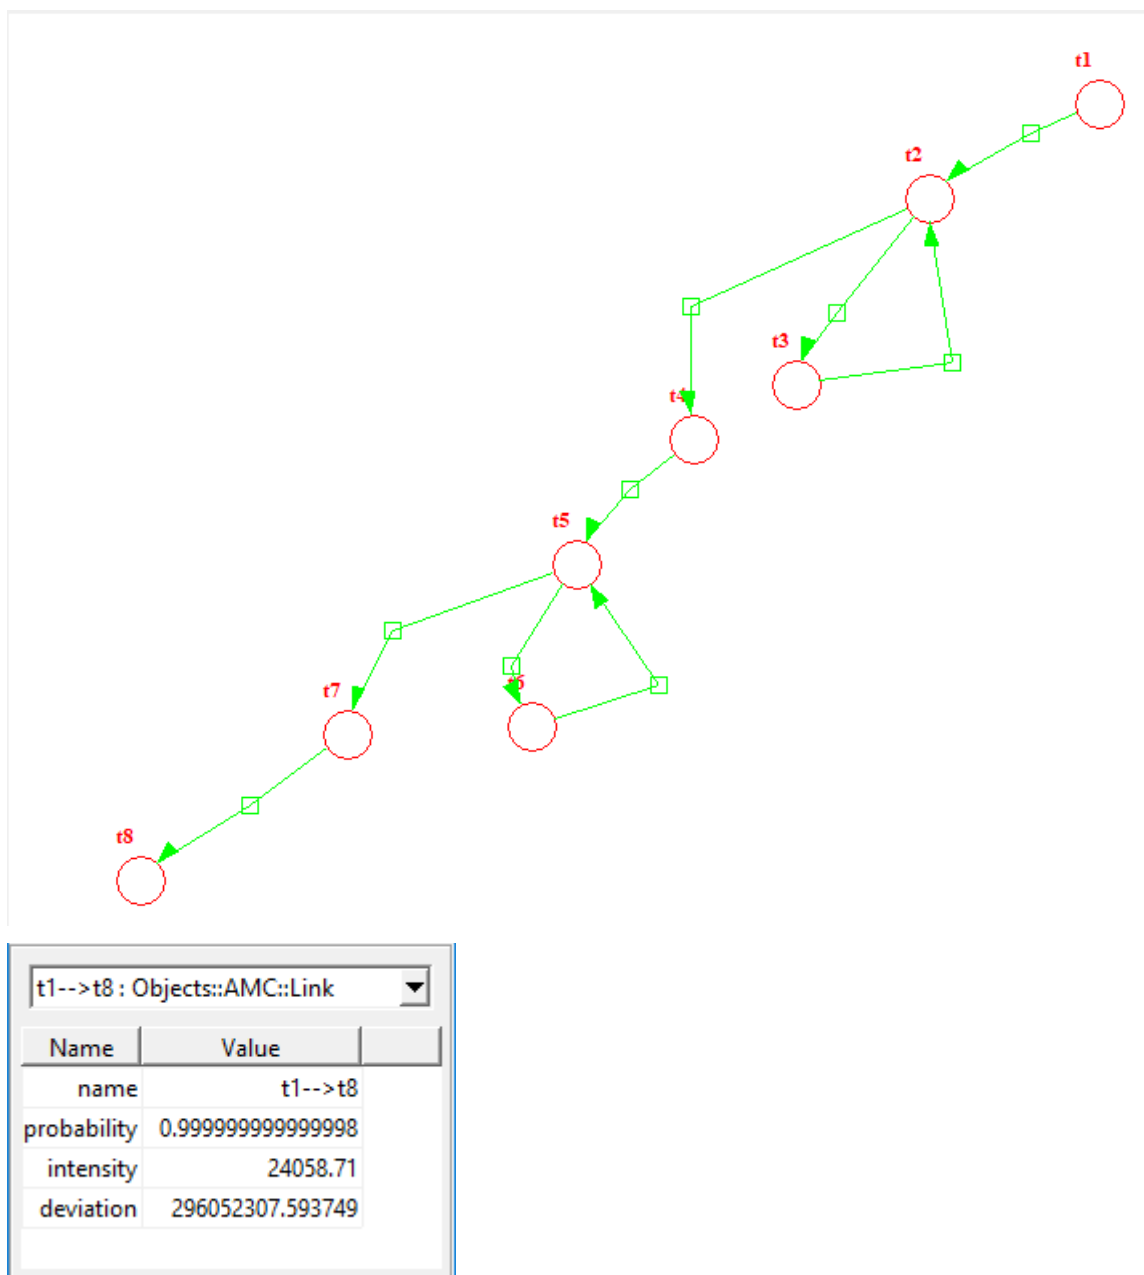 t1
t2
t3
t4
t5
t6
t7
t8
t1-->t8 : Objects::AMC::Link
Name Value
name t1-->t8
probability 0.999999999999998
intensity 24058.71
deviation 296052307.593749